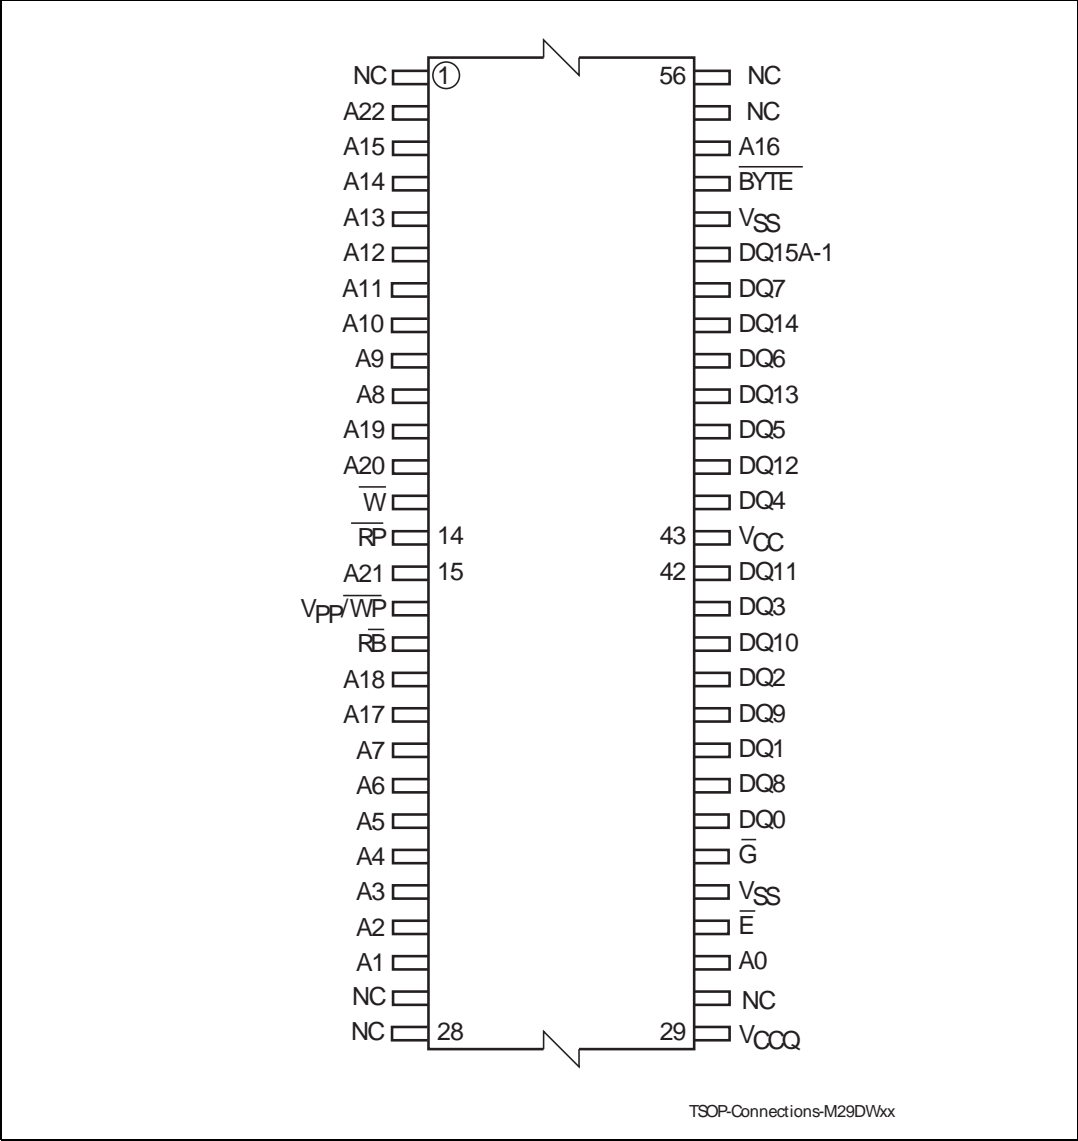 NC 1 56 NC
A22 NC
A15 A16
A14 B̅Y̅T̅E̅
A13 VSS
A12 DQ15A-1
A11 DQ7
A10 DQ14
A9 DQ6
A8 DQ13
A19 DQ5
A20 DQ12
W̅ DQ4
R̅P̅ 14 43 VCC
A21 15 42 DQ11
VPP/W̅P̅ DQ3
RB̅ DQ10
A18 DQ2
A17 DQ9
A7 DQ1
A6 DQ8
A5 DQ0
A4 G̅
A3 VSS
A2 E̅
A1 A0
NC NC
NC 28 29 VCCQ
TSOP-Connections-M29DWxx